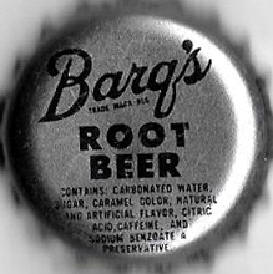 Barq's
TRADE MARK REG.
ROOT
BEER
CONTAINS: CARBONATED WATER,
SUGAR, CARAMEL COLOR, NATURAL
AND ARTIFICIAL FLAVOR, CITRIC
ACID, CAFFEINE, AND
SODIUM BENZOATE A
PRESERVATIVE